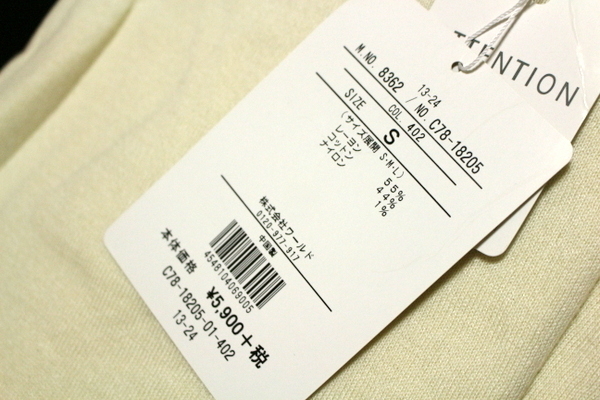 ATTENTION
13-24
M.NO. 8362 / NO. C78-18205
COL. 402
SIZE S
(サイズ展開 S・M・L)
レーヨン 55%
コットン 44%
ナイロン 1%
株式会社ワールド
0120-977-917
中国製
4548104069005
本体価格 ¥5,900+税
C78-18205-01-402
13-24